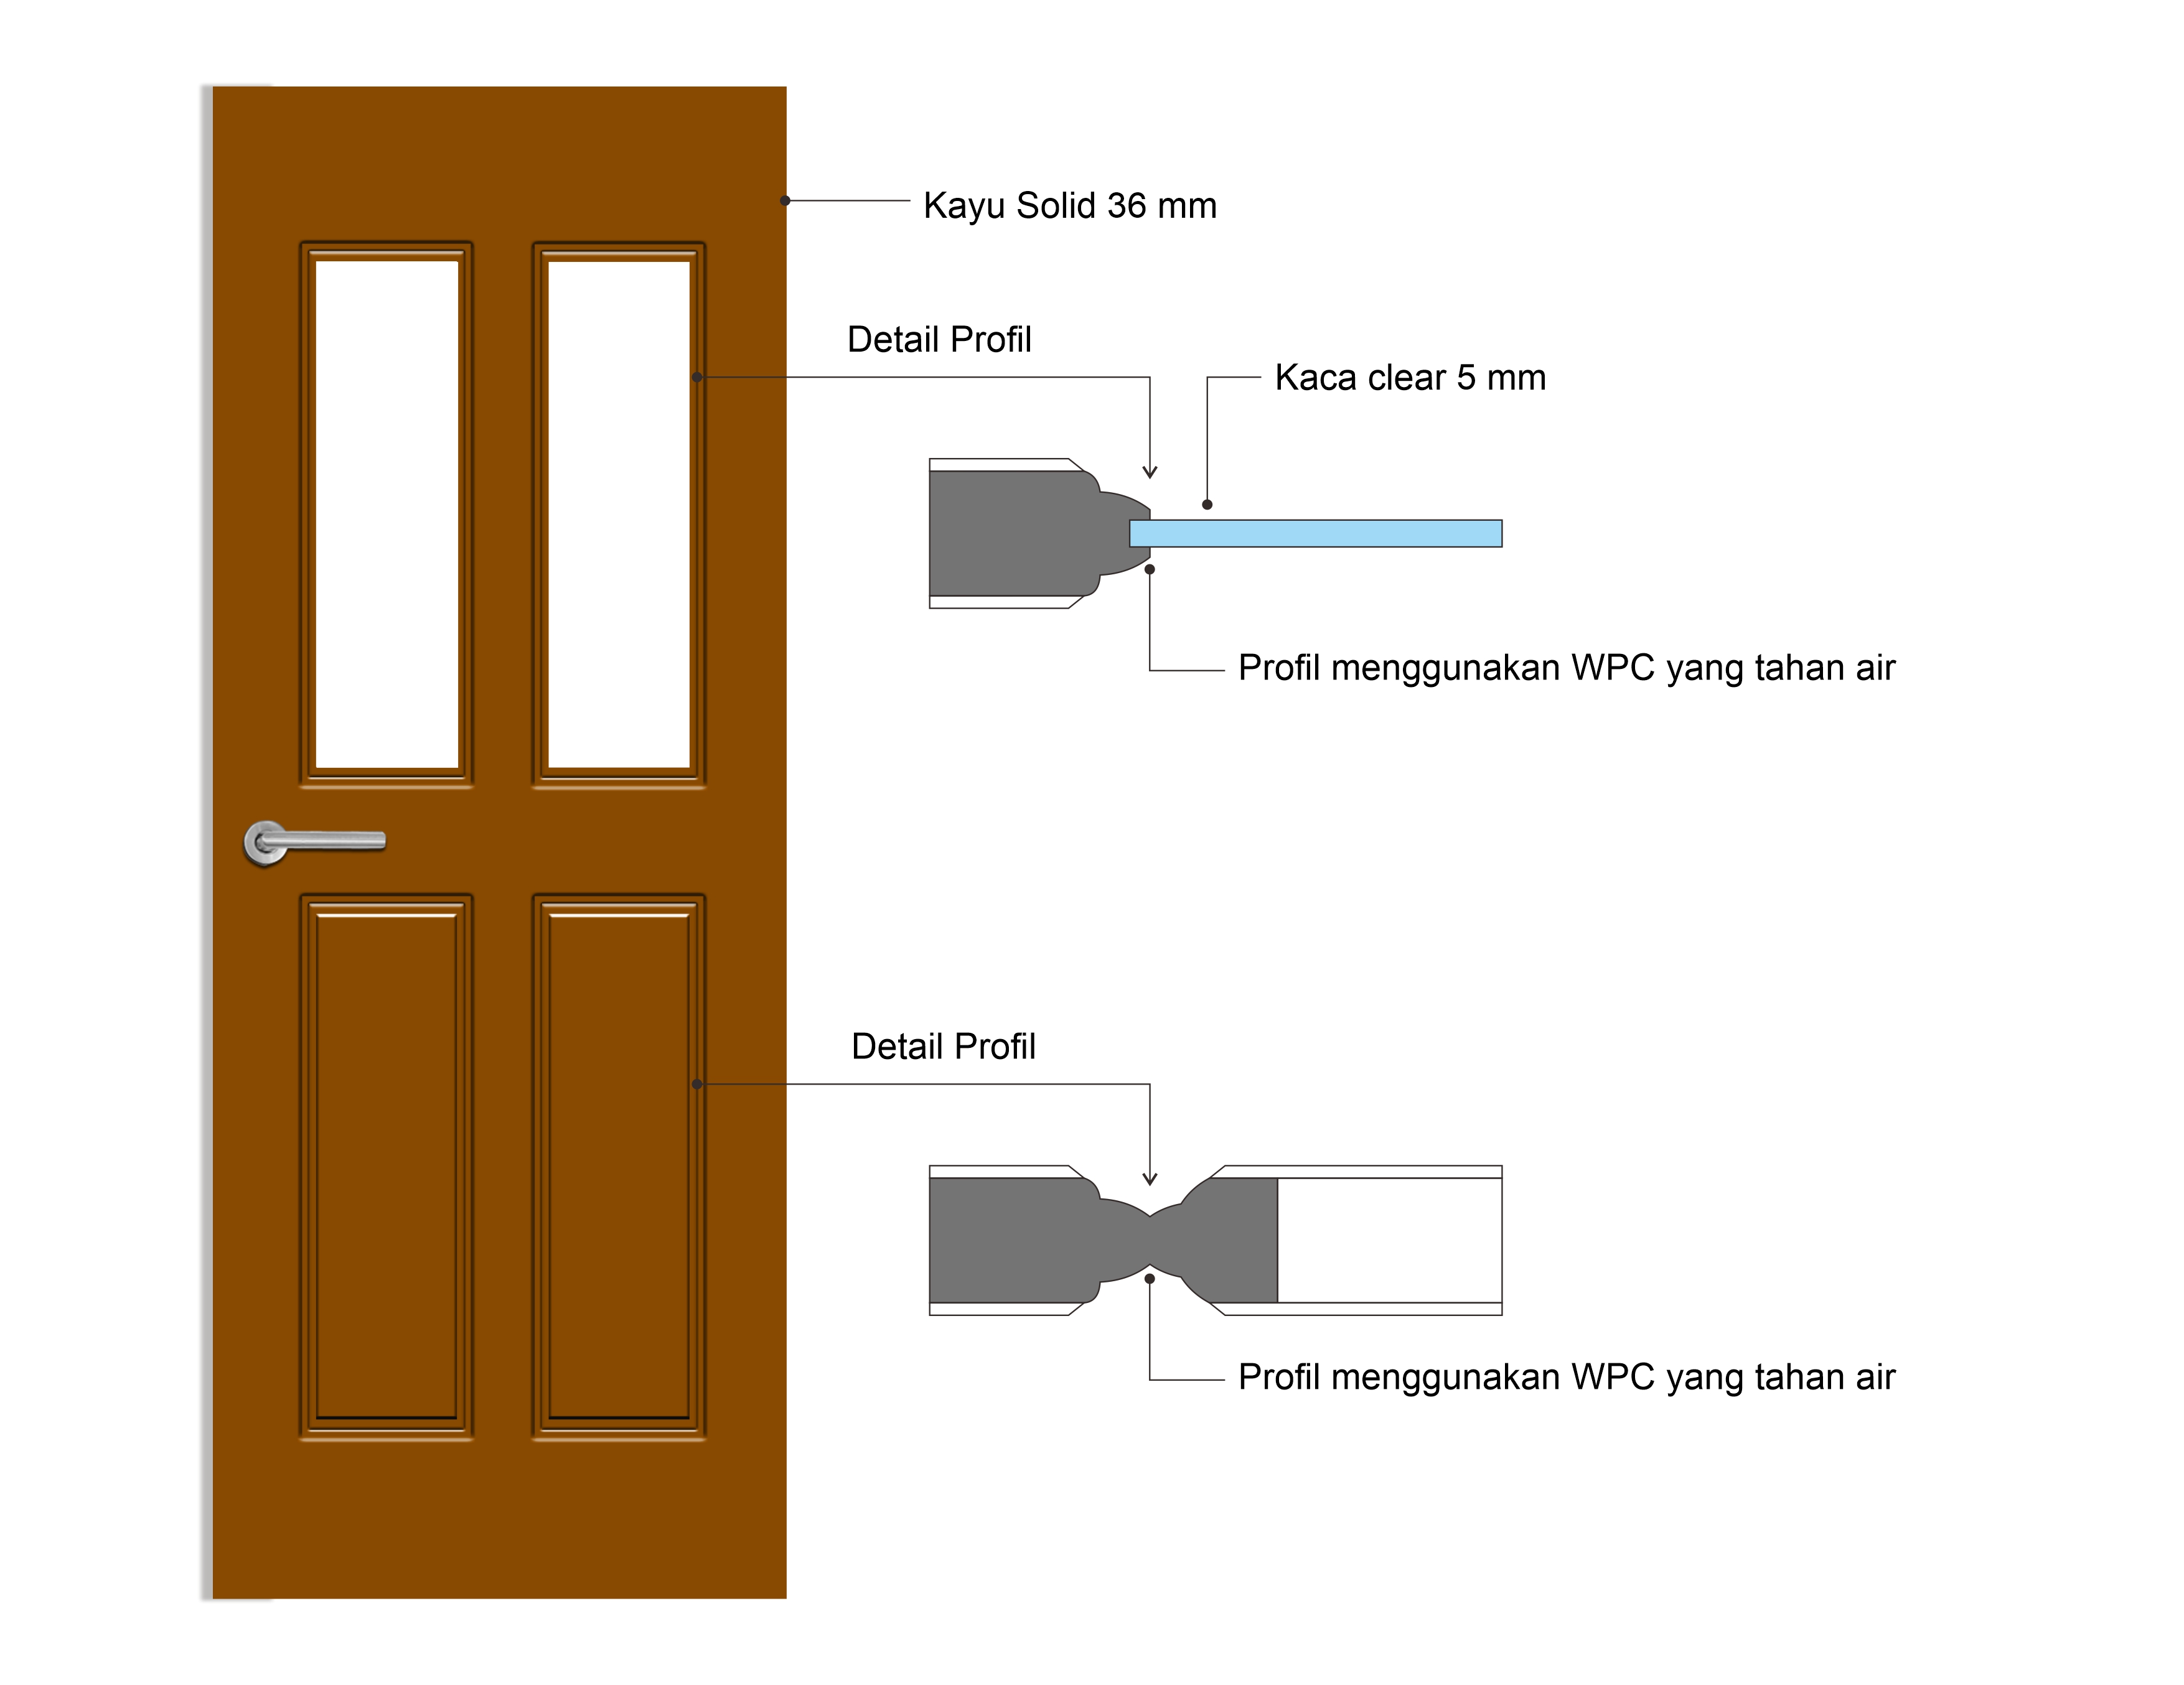 Kayu Solid 36 mm
Detail Profil
Kaca clear 5 mm
Profil menggunakan WPC yang tahan air
Detail Profil
Profil menggunakan WPC yang tahan air